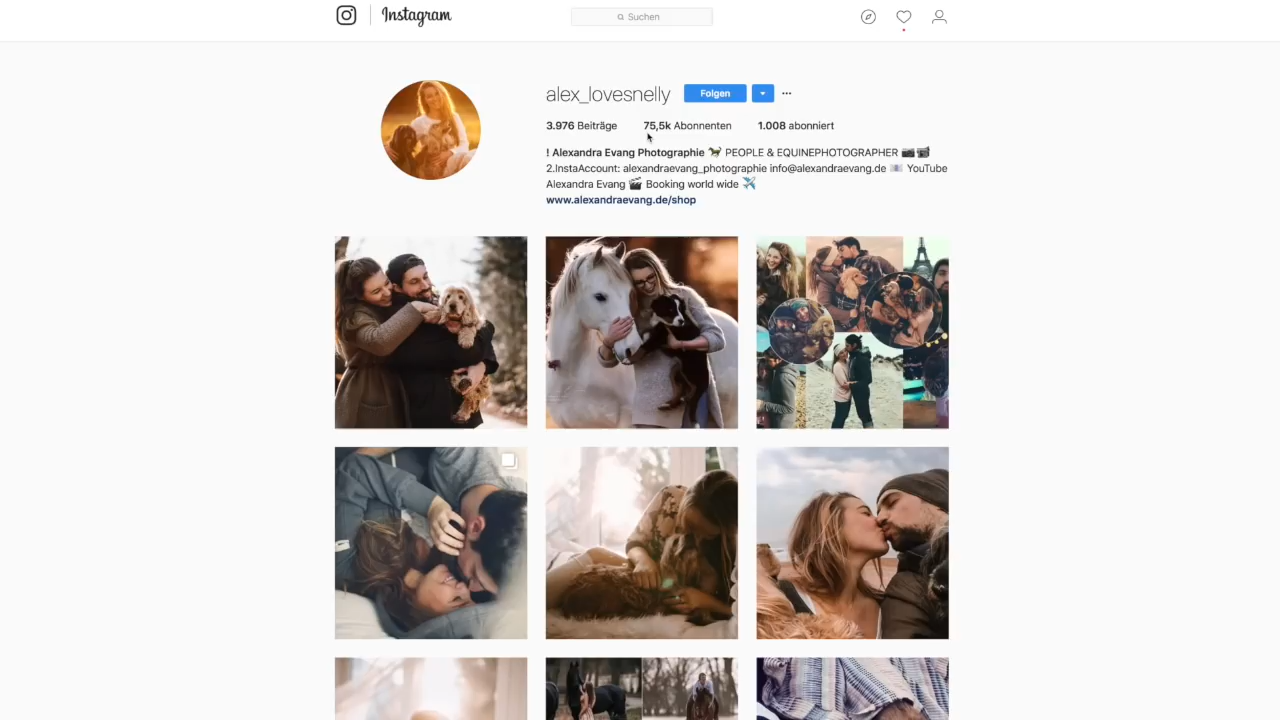 Instagram
Suchen
alex_lovesnelly Folgen
3.976 Beiträge 75,5k Abonnenten 1.008 abonniert
! Alexandra Evang Photographie 🐎 PEOPLE & EQUINEPHOTOGRAPHER 📷📹
2.InstaAccount: alexandraevang_photographie info@alexandraevang.de 📧 YouTube
Alexandra Evang 🎬 Booking world wide ✈️
www.alexandraevang.de/shop